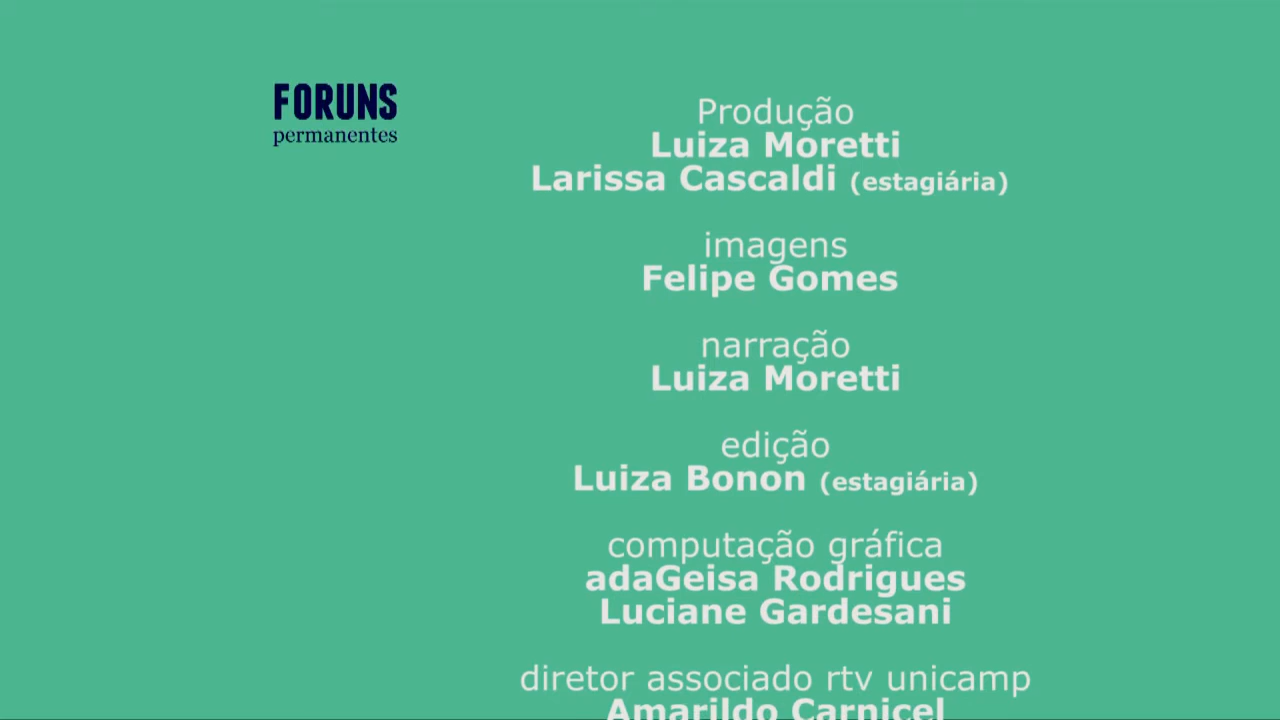 FORUNS
permanentes
Produção
Luiza Moretti
Larissa Cascaldi (estagiária)
imagens
Felipe Gomes
narração
Luiza Moretti
edição
Luiza Bonon (estagiária)
computação gráfica
adaGeisa Rodrigues
Luciane Gardesani
diretor associado rtv unicamp
Amarildo Carnicel